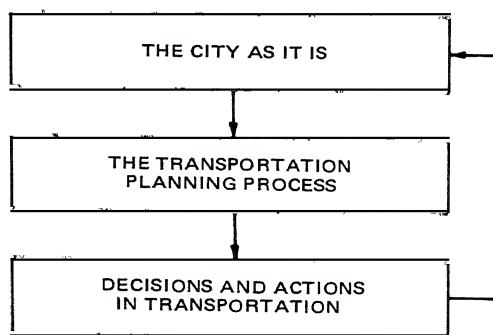 THE CITY AS IT IS
THE TRANSPORTATION
PLANNING PROCESS
DECISIONS AND ACTIONS
IN TRANSPORTATION